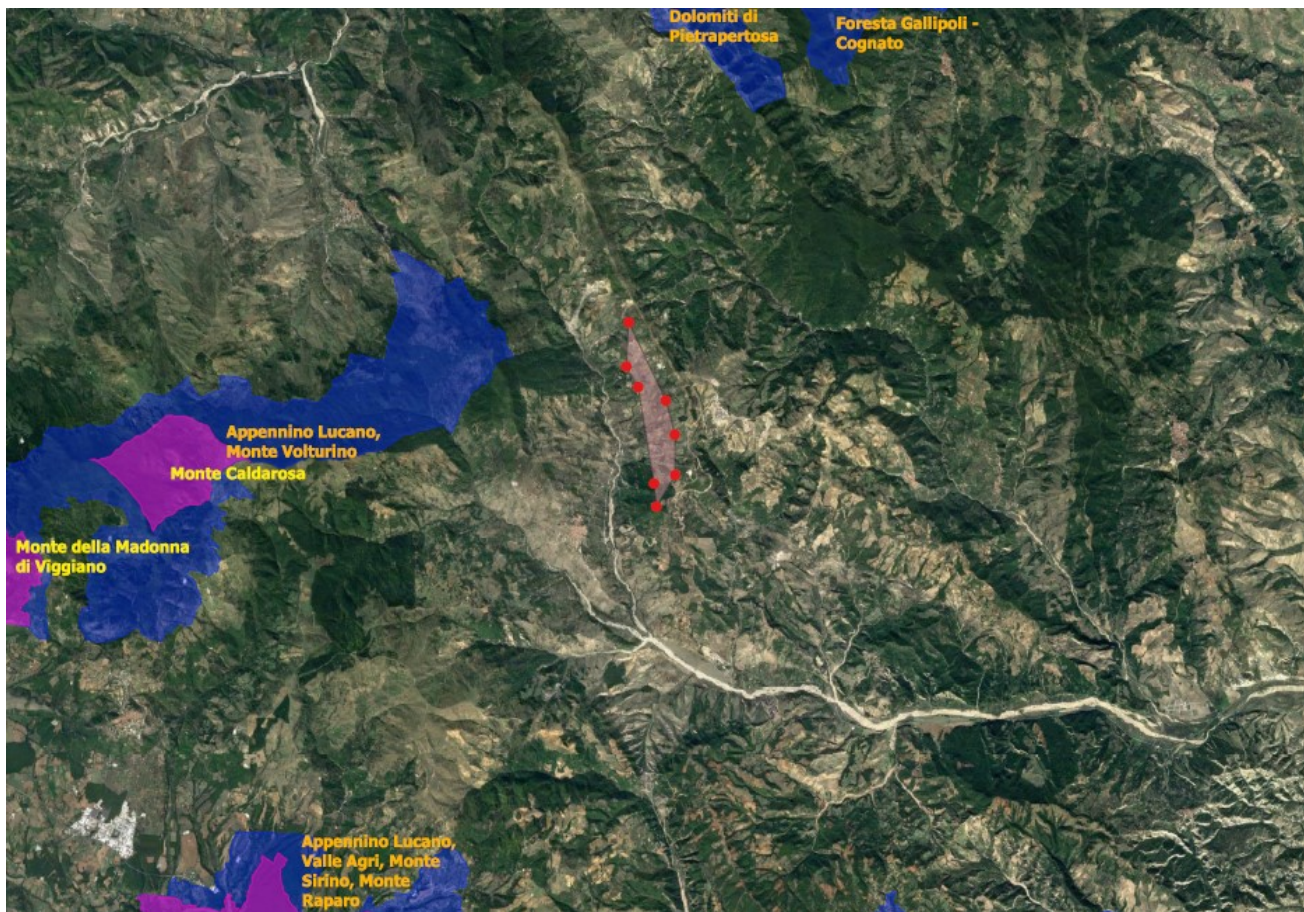 Dolomiti di
Pietrapertosa
Foresta Gallipoli -
Cognato
Appennino Lucano,
Monte Volturino
Monte Caldarosa
Monte della Madonna
di Viggiano
Appennino Lucano,
Valle Agri, Monte
Sirino, Monte
Raparo